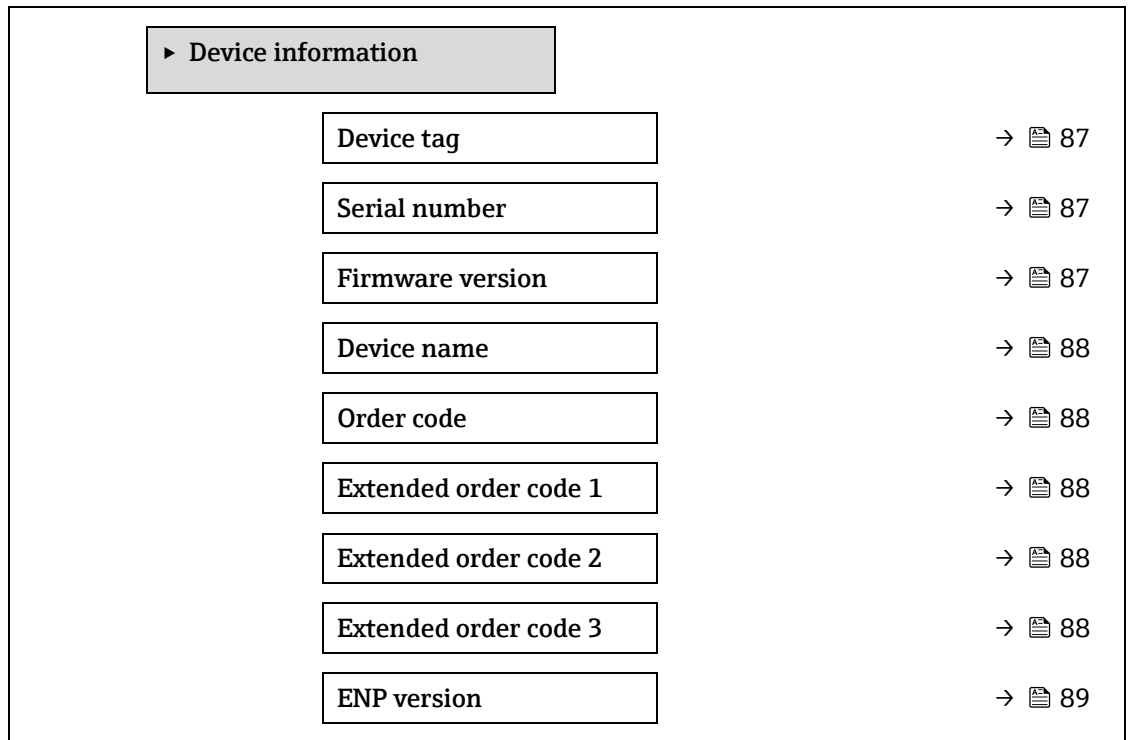 ▸ Device information
Device tag → 87
Serial number → 87
Firmware version → 87
Device name → 88
Order code → 88
Extended order code 1 → 88
Extended order code 2 → 88
Extended order code 3 → 88
ENP version → 89